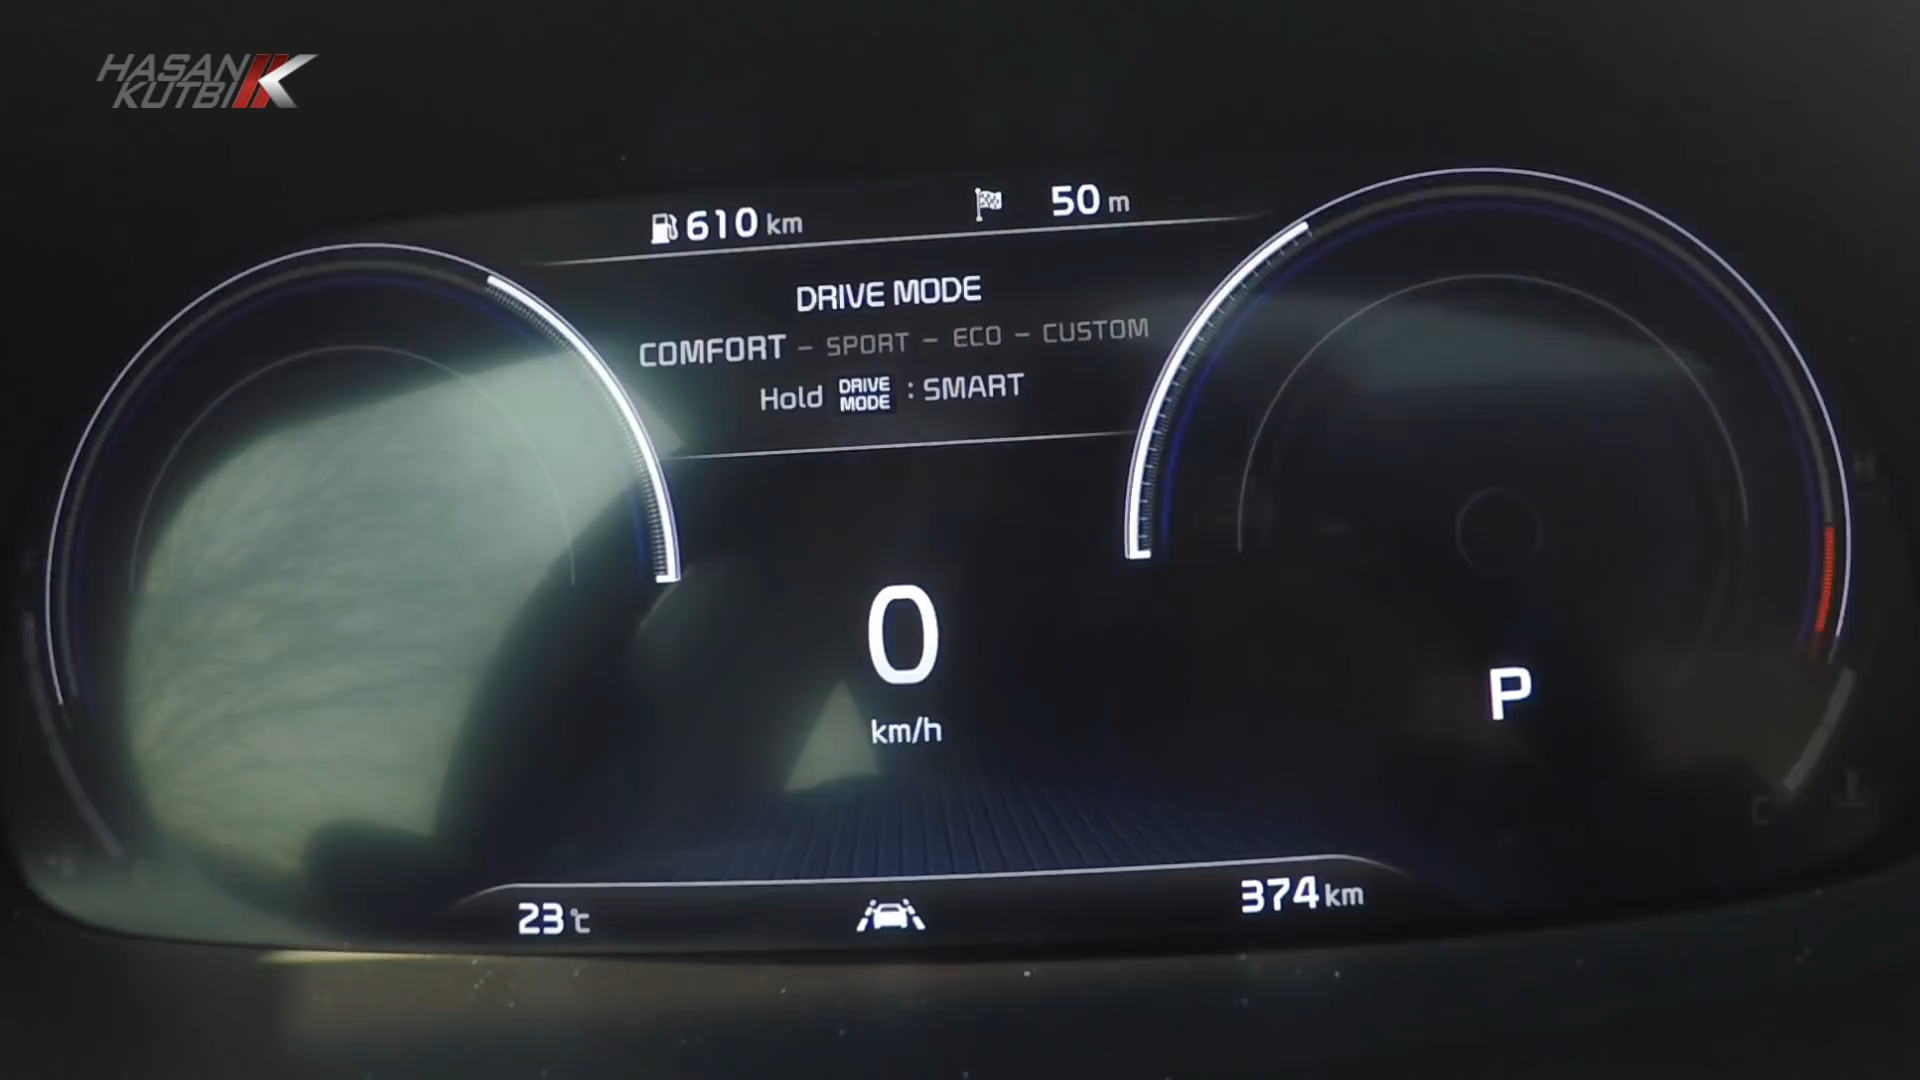 HASAN
KUTBI
610 km
50 m
DRIVE MODE
COMFORT – SPORT – ECO – CUSTOM
Hold DRIVE MODE : SMART
0
km/h
P
H
C
23℃
374 km